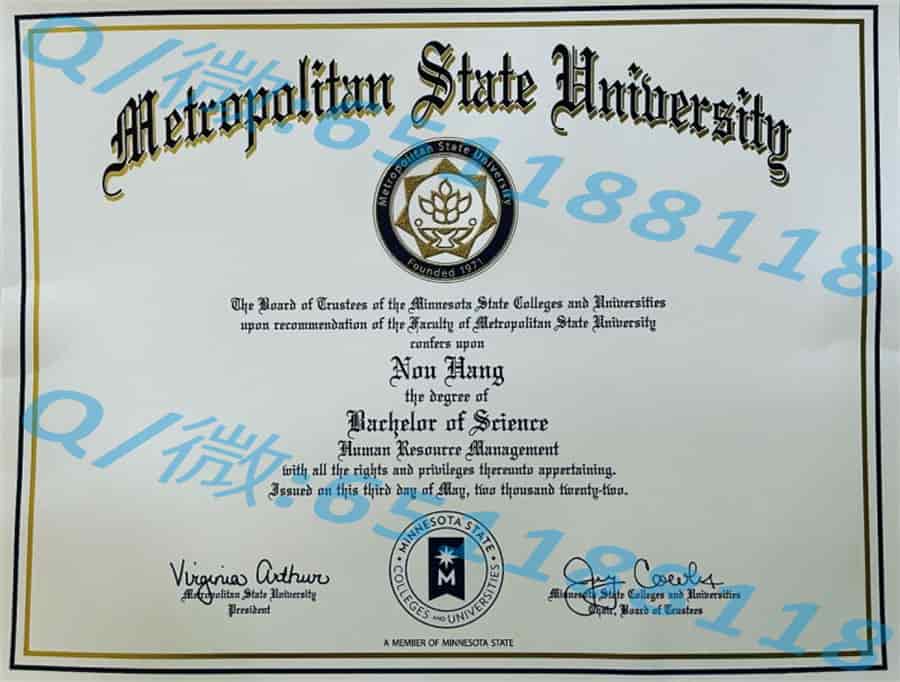 Metropolitan State University
Metropolitan State University
Founded 1971
The Board of Trustees of the Minnesota State Colleges and Universities
upon recommendation of the Faculty of Metropolitan State University
confers upon
Nou Hang
the degree of
Bachelor of Science
Human Resource Management
with all the rights and privileges thereunto appertaining.
Issued on this third day of May, two thousand twenty-two.
MINNESOTA STATE
COLLEGES AND UNIVERSITIES
M
Virginia Arthur
Metropolitan State University
President
Minnesota State Colleges and Universities
Chair, Board of Trustees
A MEMBER OF MINNESOTA STATE
Q/微:654188118
Q/微:654188118